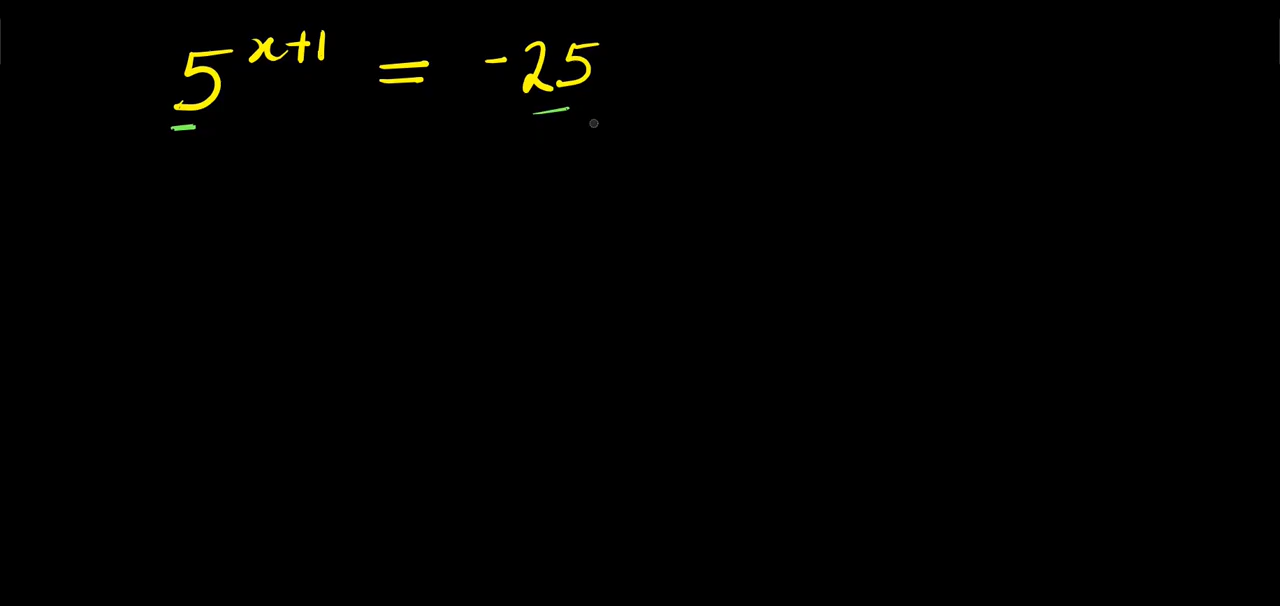 5^{x+1} = -25